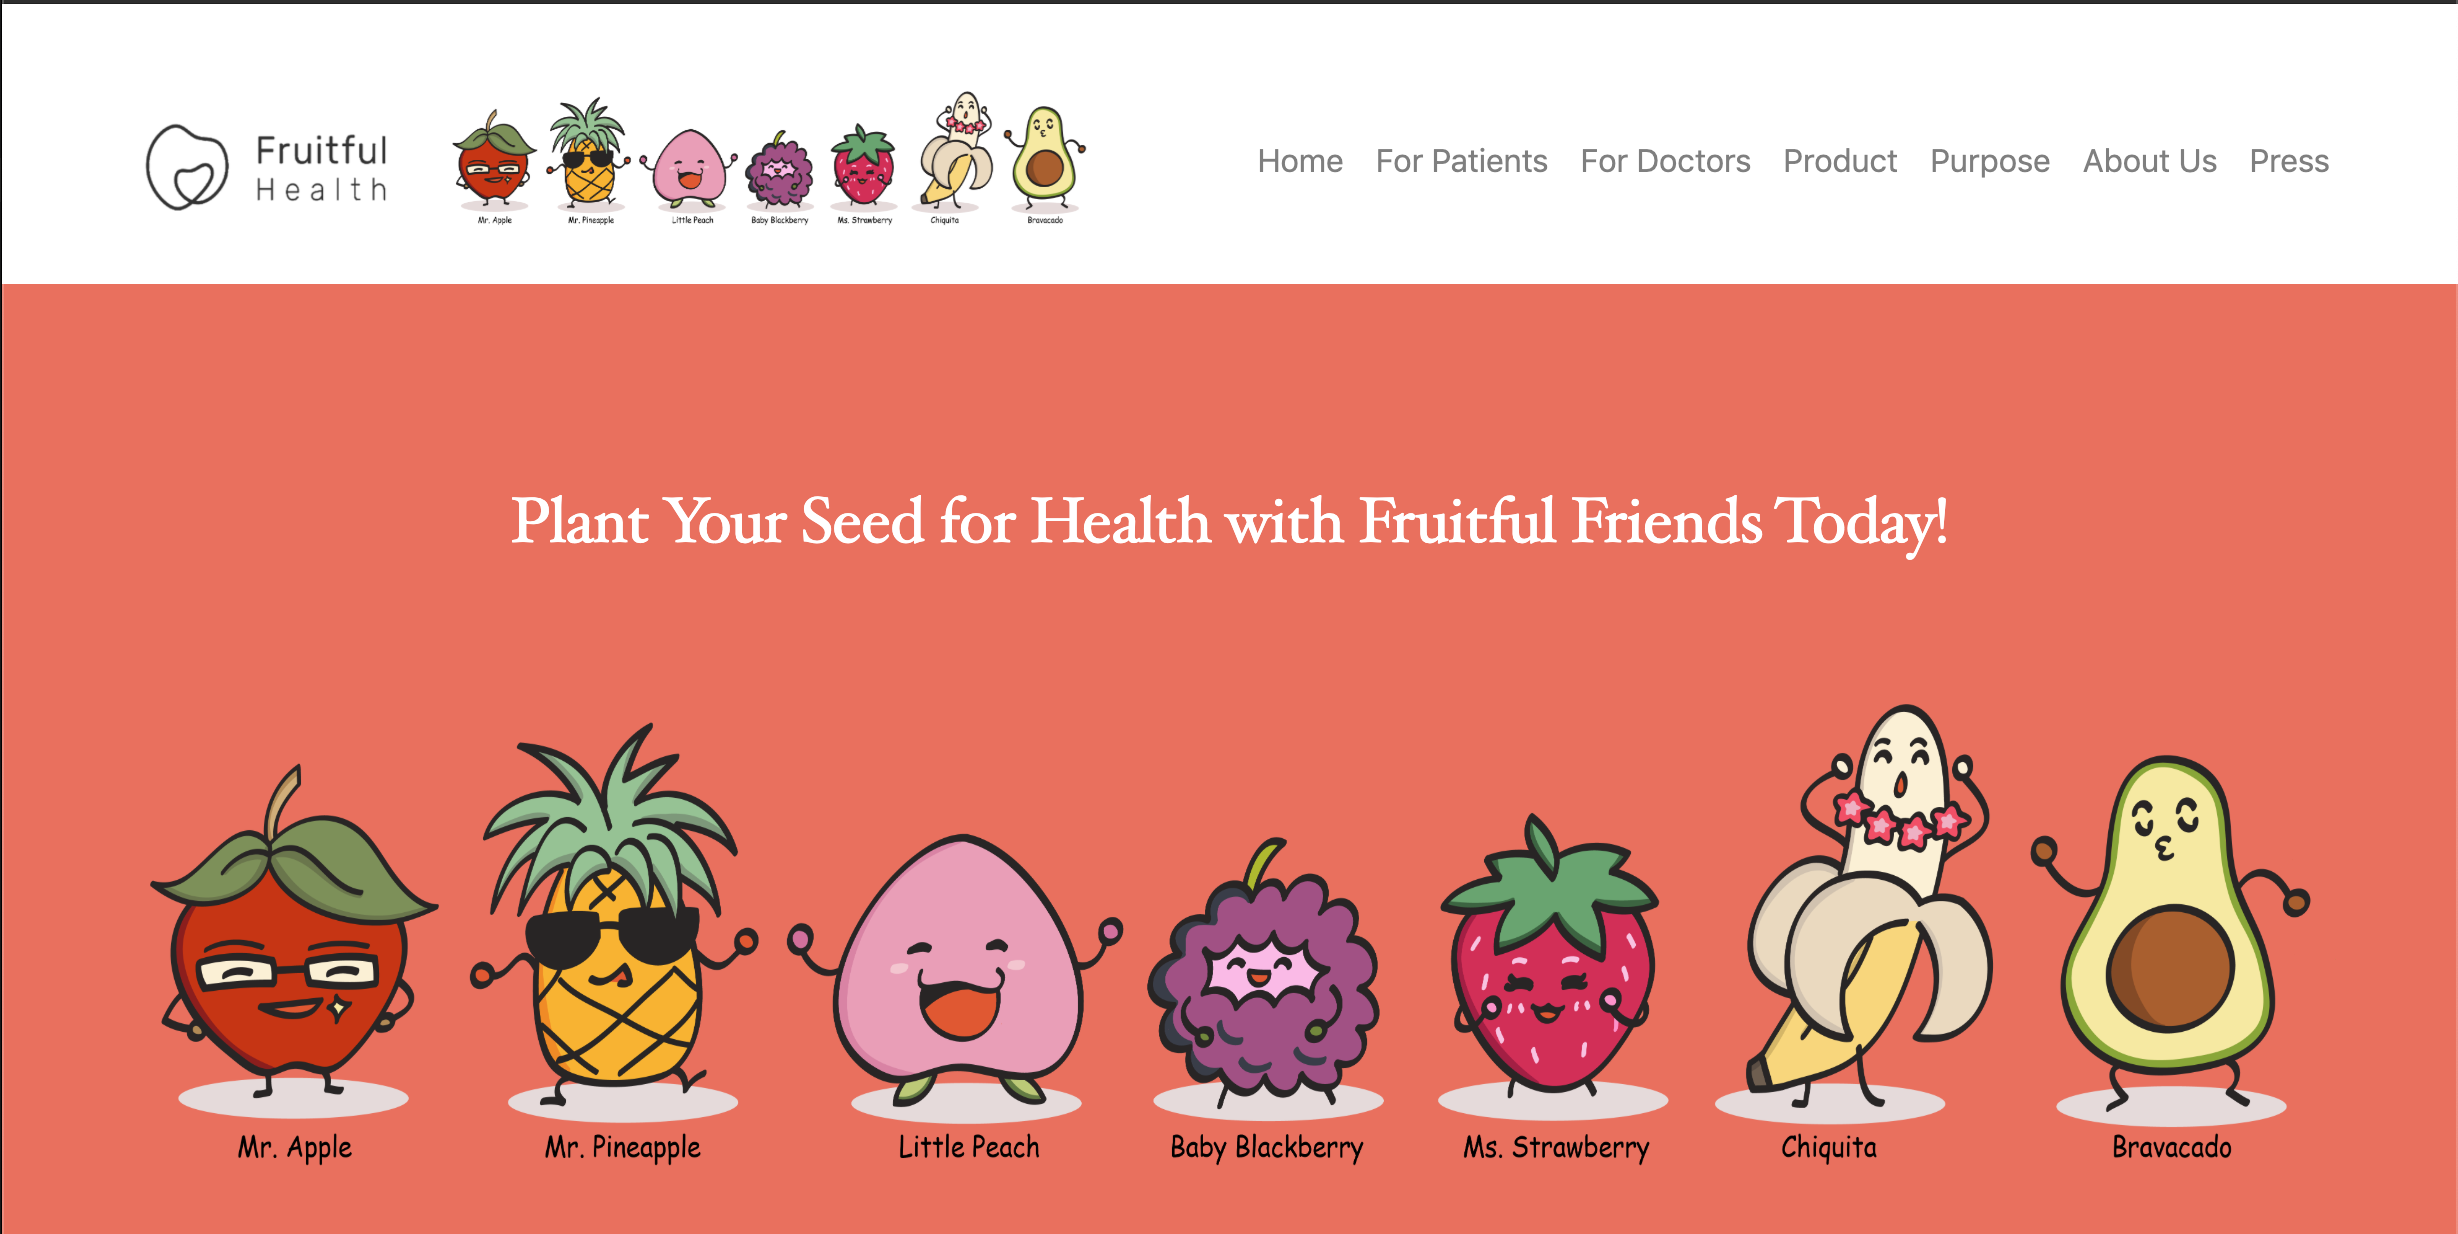 Fruitful
Health
Mr. Apple Mr. Pineapple Little Peach Baby Blackberry Ms. Strawberry Chiquita Bravacado
Home For Patients For Doctors Product Purpose About Us Press
Plant Your Seed for Health with Fruitful Friends Today!
Mr. Apple Mr. Pineapple Little Peach Baby Blackberry Ms. Strawberry Chiquita Bravacado